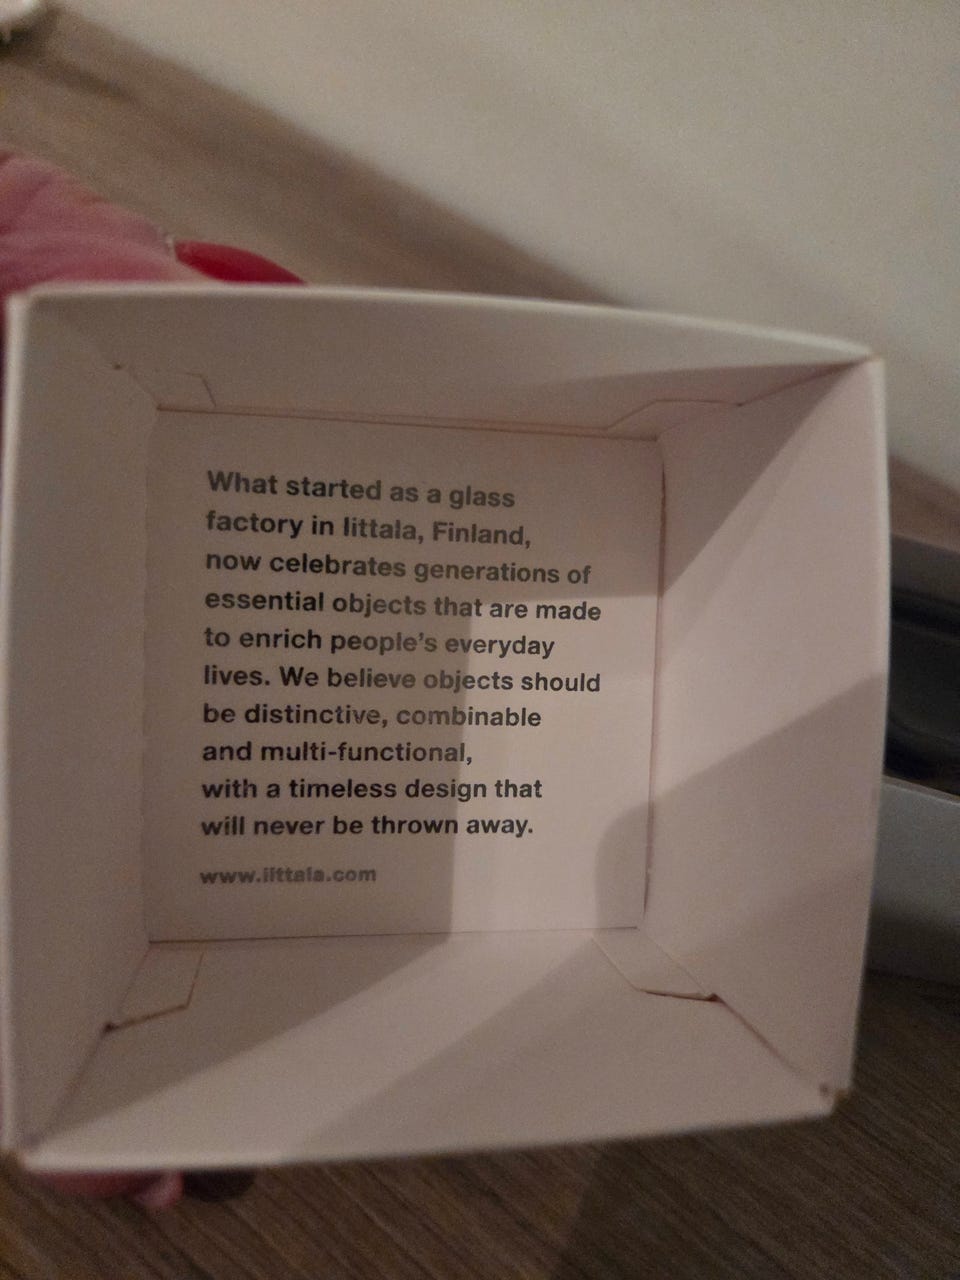 What started as a glass
factory in Iittala, Finland,
now celebrates generations of
essential objects that are made
to enrich people's everyday
lives. We believe objects should
be distinctive, combinable
and multi-functional,
with a timeless design that
will never be thrown away.
www.iittala.com